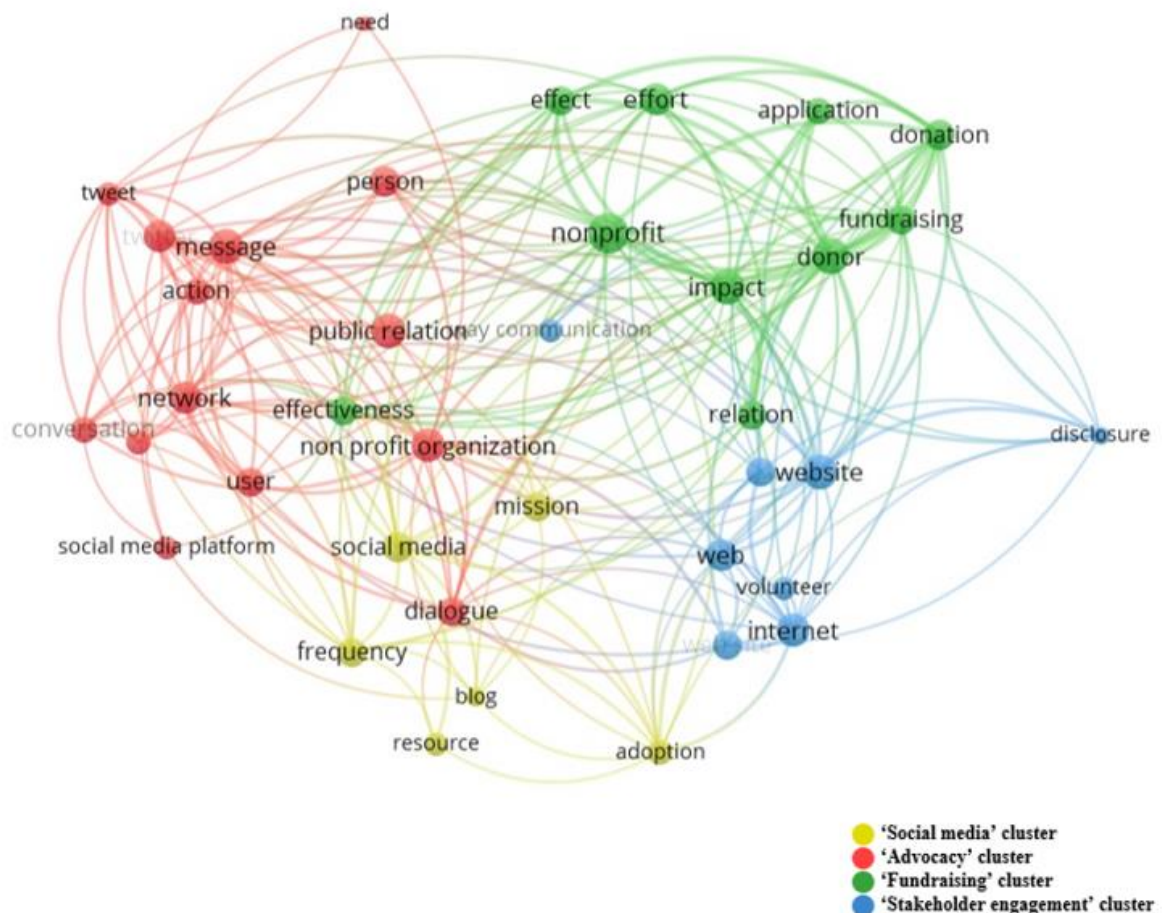 need
effect
effort
application
donation
tweet
person
message
nonprofit
fundraising
donor
action
impact
public relation
communication
network
effectiveness
relation
conversation
non profit organization
disclosure
user
website
mission
social media platform
social media
web
volunteer
dialogue
internet
frequency
blog
resource
adoption
‘Social media’ cluster
‘Advocacy’ cluster
‘Fundraising’ cluster
‘Stakeholder engagement’ cluster